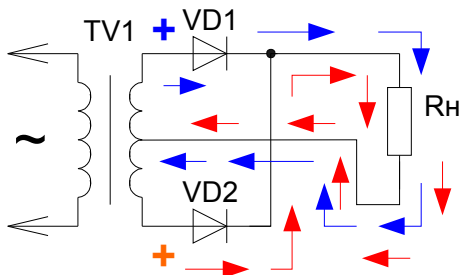 TV1
+
VD1
~
Rн
VD2
+